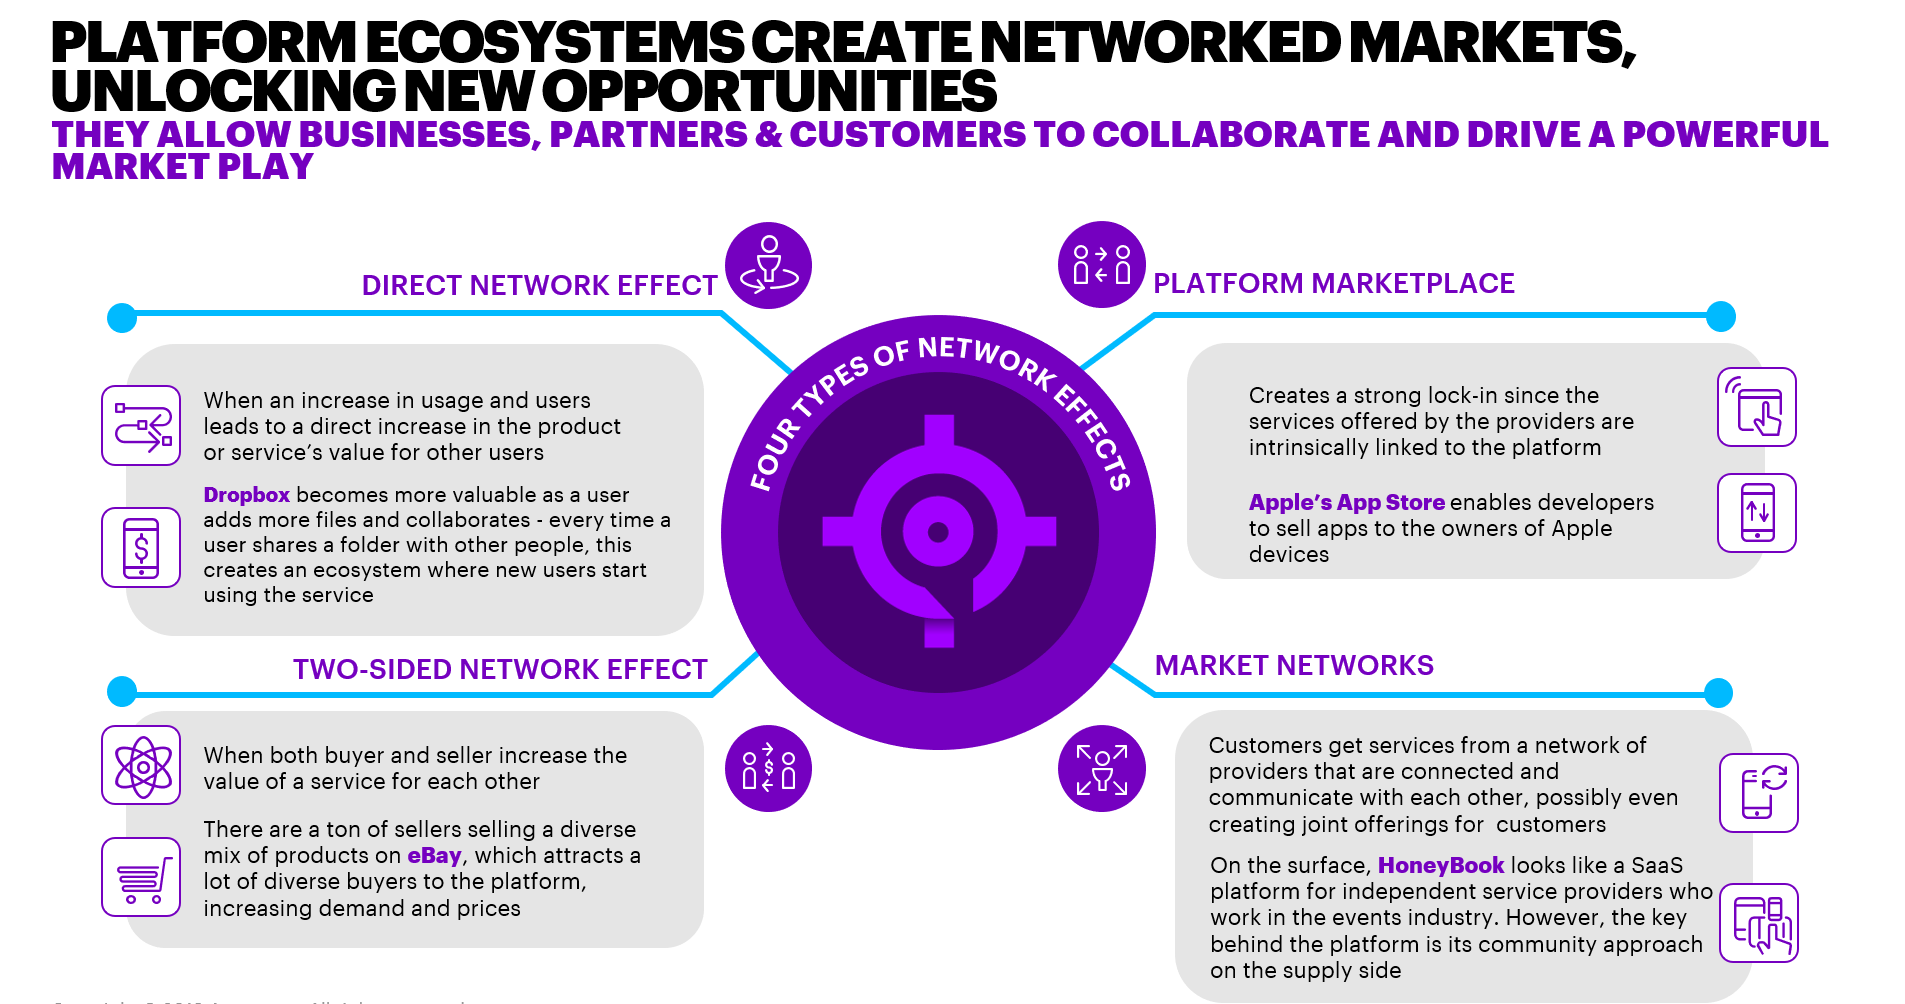 PLATFORM ECOSYSTEMS CREATE NETWORKED MARKETS,
UNLOCKING NEW OPPORTUNITIES
THEY ALLOW BUSINESSES, PARTNERS & CUSTOMERS TO COLLABORATE AND DRIVE A POWERFUL
MARKET PLAY
FOUR TYPES OF NETWORK EFFECTS
DIRECT NETWORK EFFECT
When an increase in usage and users
leads to a direct increase in the product
or service’s value for other users
Dropbox becomes more valuable as a user
adds more files and collaborates - every time a
user shares a folder with other people, this
creates an ecosystem where new users start
using the service
PLATFORM MARKETPLACE
Creates a strong lock-in since the
services offered by the providers are
intrinsically linked to the platform
Apple’s App Store enables developers
to sell apps to the owners of Apple
devices
TWO-SIDED NETWORK EFFECT
When both buyer and seller increase the
value of a service for each other
There are a ton of sellers selling a diverse
mix of products on eBay, which attracts a
lot of diverse buyers to the platform,
increasing demand and prices
MARKET NETWORKS
Customers get services from a network of
providers that are connected and
communicate with each other, possibly even
creating joint offerings for  customers
On the surface, HoneyBook looks like a SaaS
platform for independent service providers who
work in the events industry. However, the key
behind the platform is its community approach
on the supply side